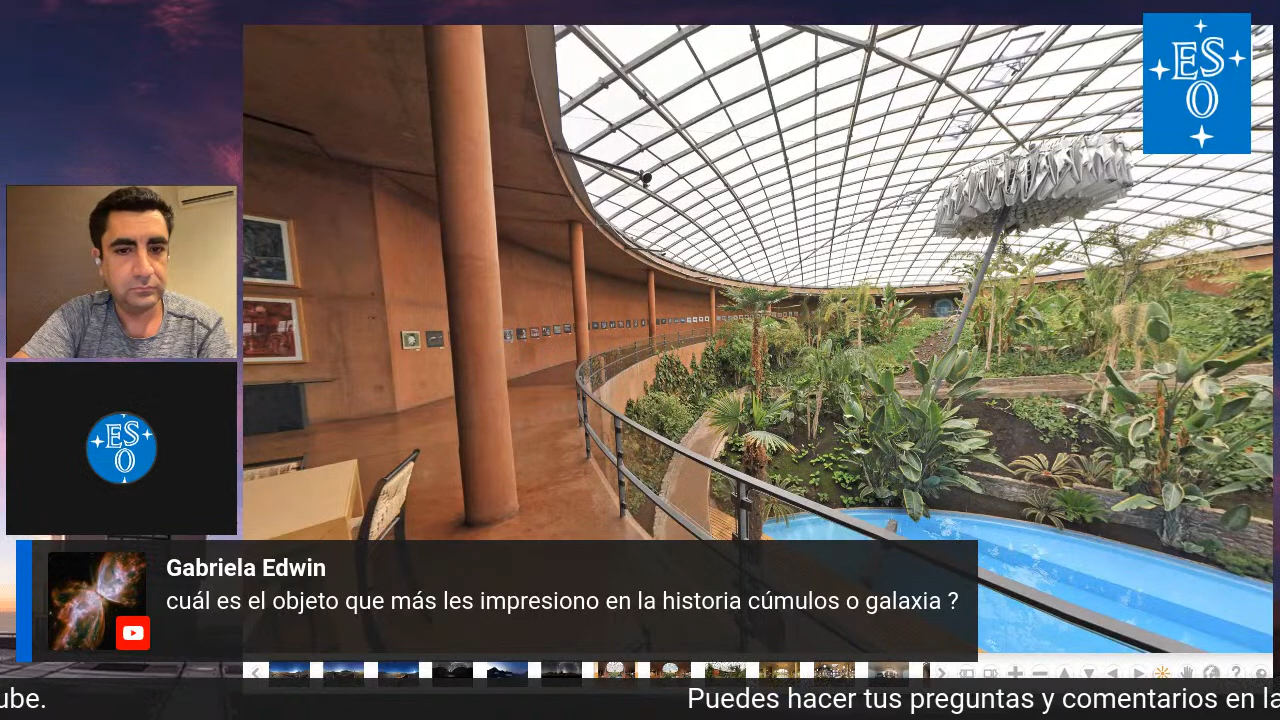 ESO
ESO
Gabriela Edwin
cuál es el objeto que más les impresiono en la historia cúmulos o galaxia ?
ube.
Puedes hacer tus preguntas y comentarios en la